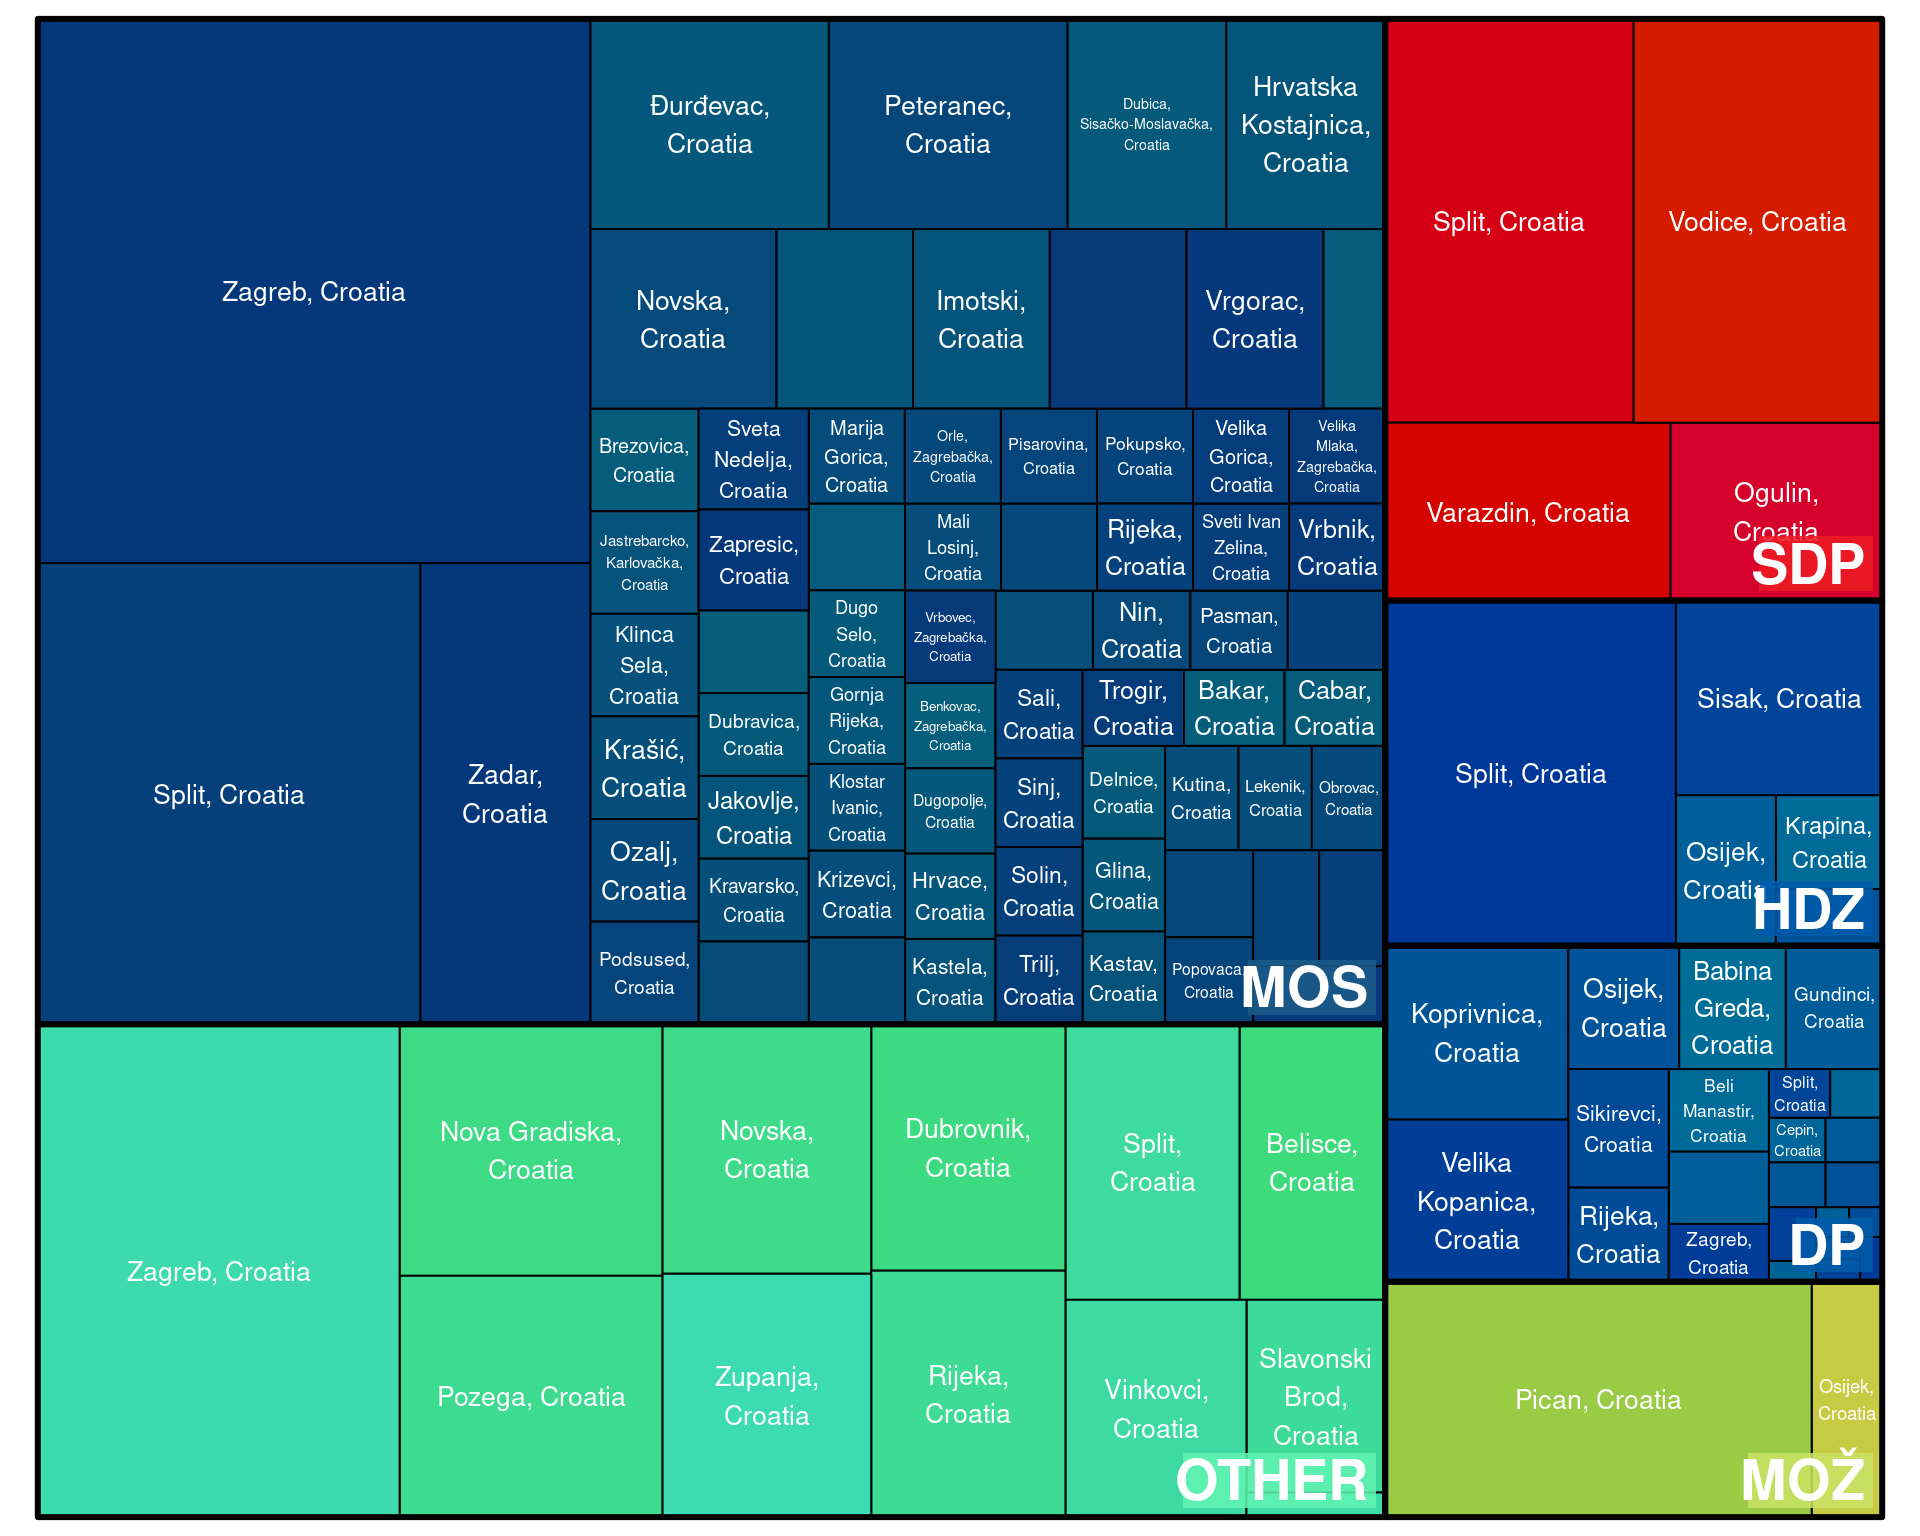 Zagreb, Croatia
Split, Croatia
Zadar,
Croatia
Đurđevac,
Croatia
Peteranec,
Croatia
Dubica,
Sisačko-Moslavačka,
Croatia
Hrvatska
Kostajnica,
Croatia
Novska,
Croatia
Imotski,
Croatia
Vrgorac,
Croatia
Brezovica,
Croatia
Jastrebarcko,
Karlovačka,
Croatia
Klinca
Sela,
Croatia
Krašić,
Croatia
Ozalj,
Croatia
Podsused,
Croatia
Sveta
Nedelja,
Croatia
Zapresic,
Croatia
Dubravica,
Croatia
Jakovlje,
Croatia
Kravarsko,
Croatia
Marija
Gorica,
Croatia
Dugo
Selo,
Croatia
Gornja
Rijeka,
Croatia
Klostar
Ivanic,
Croatia
Krizevci,
Croatia
Orle,
Zagrebačka,
Croatia
Pisarovina,
Croatia
Pokupsko,
Croatia
Velika
Gorica,
Croatia
Velika
Mlaka,
Zagrebačka,
Croatia
Mali
Losinj,
Croatia
Rijeka,
Croatia
Sveti Ivan
Zelina,
Croatia
Vrbnik,
Croatia
Vrbovec,
Zagrebačka,
Croatia
Benkovac,
Zagrebačka,
Croatia
Dugopolje,
Croatia
Hrvace,
Croatia
Kastela,
Croatia
Nin,
Croatia
Pasman,
Croatia
Sali,
Croatia
Sinj,
Croatia
Solin,
Croatia
Trilj,
Croatia
Trogir,
Croatia
Bakar,
Croatia
Cabar,
Croatia
Delnice,
Croatia
Glina,
Croatia
Kastav,
Croatia
Kutina,
Croatia
Lekenik,
Croatia
Obrovac,
Croatia
Popovaca,
Croatia
MOS
Zagreb, Croatia
Nova Gradiska,
Croatia
Pozega, Croatia
Novska,
Croatia
Zupanja,
Croatia
Dubrovnik,
Croatia
Rijeka,
Croatia
Split,
Croatia
Belisce,
Croatia
Vinkovci,
Croatia
Slavonski
Brod,
Croatia
OTHER
Split, Croatia
Vodice, Croatia
Varazdin, Croatia
Ogulin,
Croatia
SDP
Split, Croatia
Sisak, Croatia
Osijek,
Croatia
Krapina,
Croatia
HDZ
Koprivnica,
Croatia
Velika
Kopanica,
Croatia
Osijek,
Croatia
Babina
Greda,
Croatia
Gundinci,
Croatia
Sikirevci,
Croatia
Rijeka,
Croatia
Beli
Manastir,
Croatia
Zagreb,
Croatia
Split,
Croatia
Cepin,
Croatia
DP
Pican, Croatia
Osijek,
Croatia
MOŽ